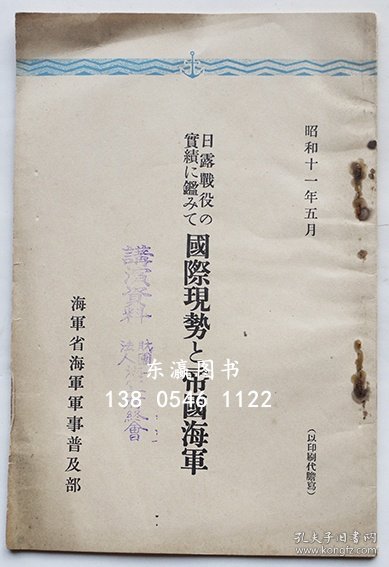 昭和十一年五月
(以印刷代謄寫)
日露戰役の
實績に鑑みて
國際現勢と帝國海軍
講演資料
財團
法人
海軍省海軍軍事普及部
东瀛图书
138 0546 1122
孔夫子旧书网